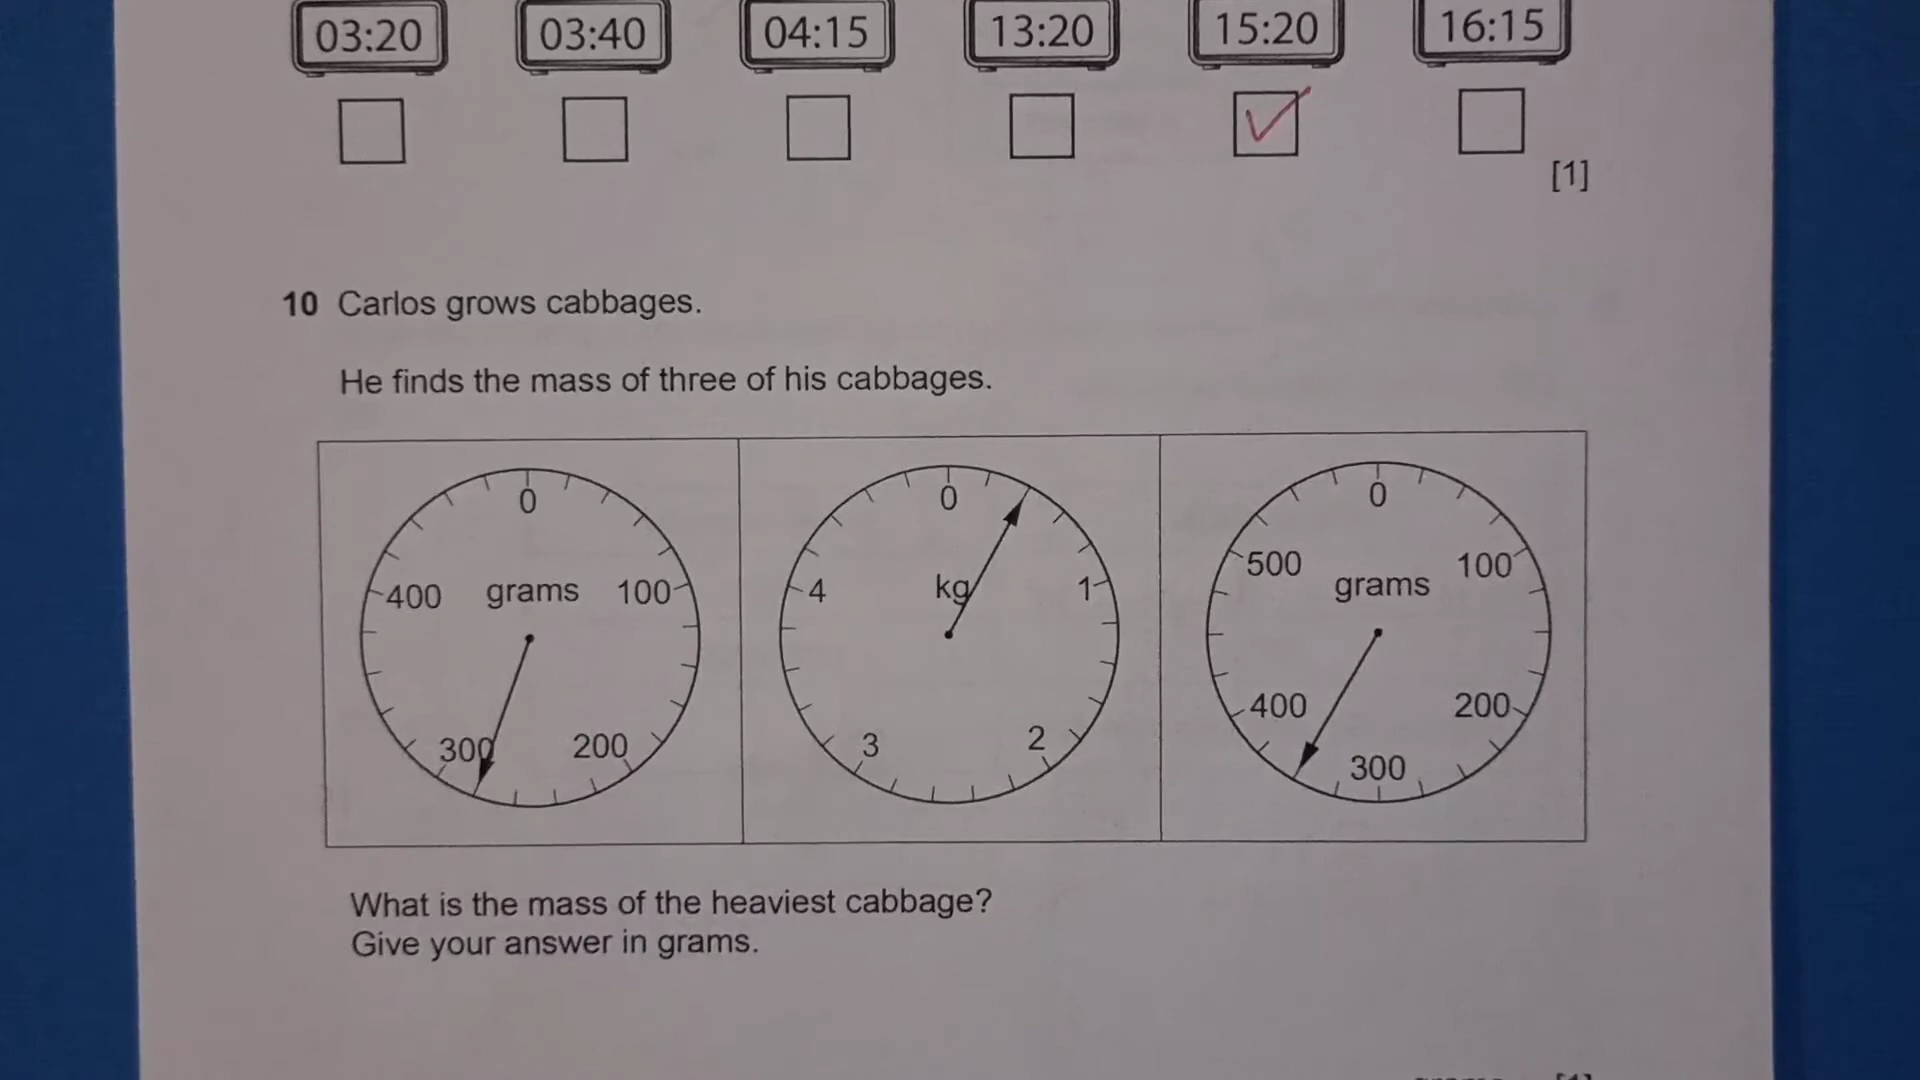 03:20 03:40 04:15 13:20 15:20 16:15
[1]
10 Carlos grows cabbages.
He finds the mass of three of his cabbages.
0 100 200 300 400 grams
0 1 2 3 4 kg
0 100 200 300 400 500 grams
What is the mass of the heaviest cabbage?
Give your answer in grams.